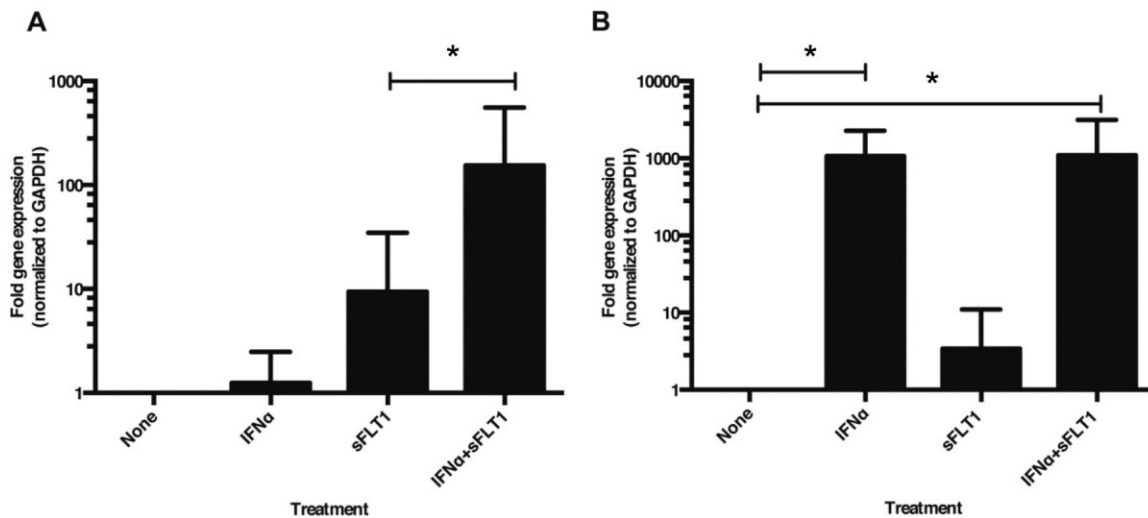 A
*
1000
100
10
1
Fold gene expression
(normalized to GAPDH)
None
IFNα
sFLT1
IFNα+sFLT1
Treatment
B
*
*
10000
1000
100
10
1
Fold gene expression
(normalized to GAPDH)
None
IFNα
sFLT1
IFNα+sFLT1
Treatment